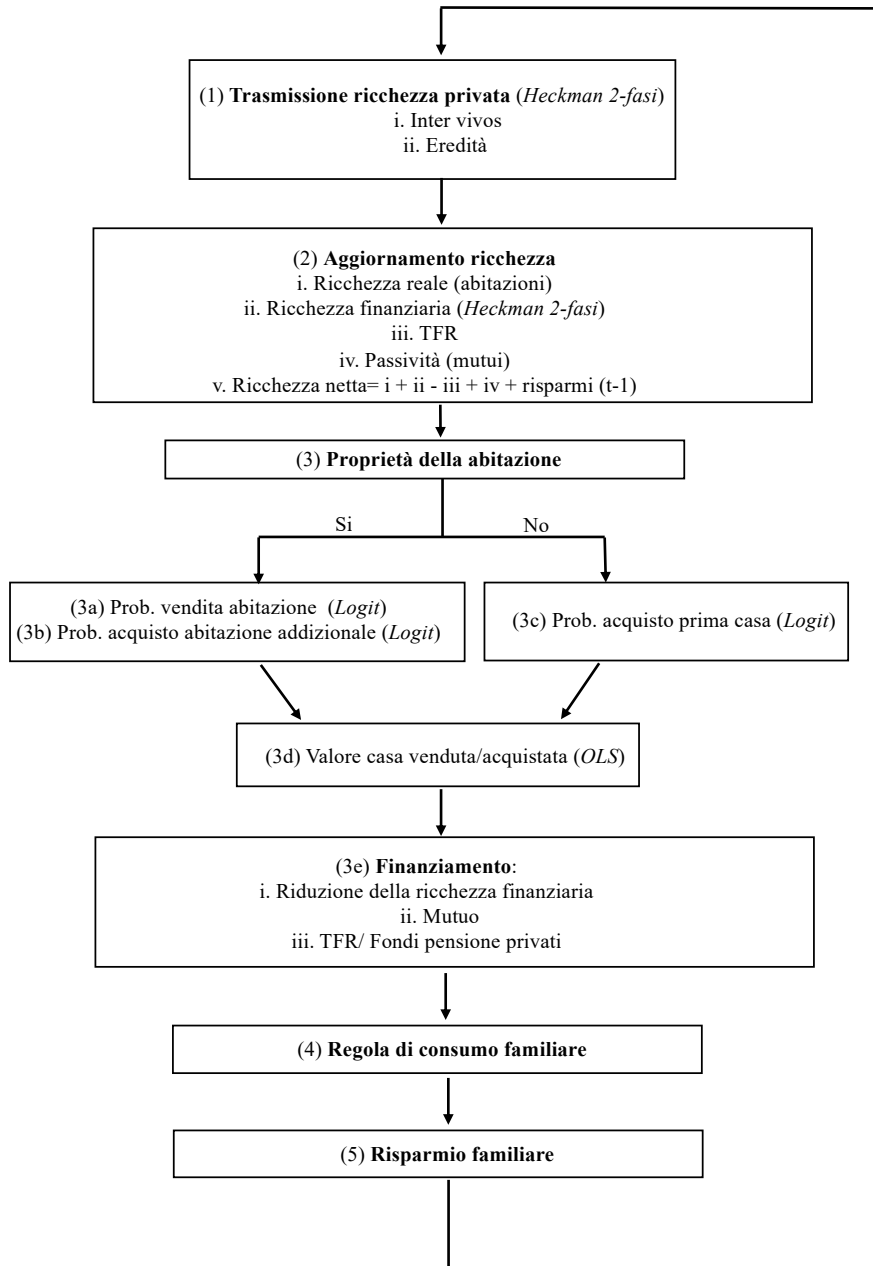 (1) Trasmissione ricchezza privata (Heckman 2-fasi)
i. Inter vivos
ii. Eredità
(2) Aggiornamento ricchezza
i. Ricchezza reale (abitazioni)
ii. Ricchezza finanziaria (Heckman 2-fasi)
iii. TFR
iv. Passività (mutui)
v. Ricchezza netta= i + ii - iii + iv + risparmi (t-1)
(3) Proprietà della abitazione
Si
No
(3a) Prob. vendita abitazione (Logit)
(3b) Prob. acquisto abitazione addizionale (Logit)
(3c) Prob. acquisto prima casa (Logit)
(3d) Valore casa venduta/acquistata (OLS)
(3e) Finanziamento:
i. Riduzione della ricchezza finanziaria
ii. Mutuo
iii. TFR/ Fondi pensione privati
(4) Regola di consumo familiare
(5) Risparmio familiare